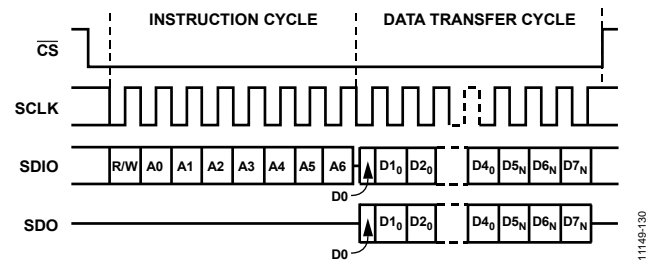 INSTRUCTION CYCLE DATA TRANSFER CYCLE
CS
SCLK
SDIO R/W A0 A1 A2 A3 A4 A5 A6 D1₀ D2₀ D4₀ D5N D6N D7N
D0
SDO D1₀ D2₀ D4₀ D5N D6N D7N
D0
11149-130